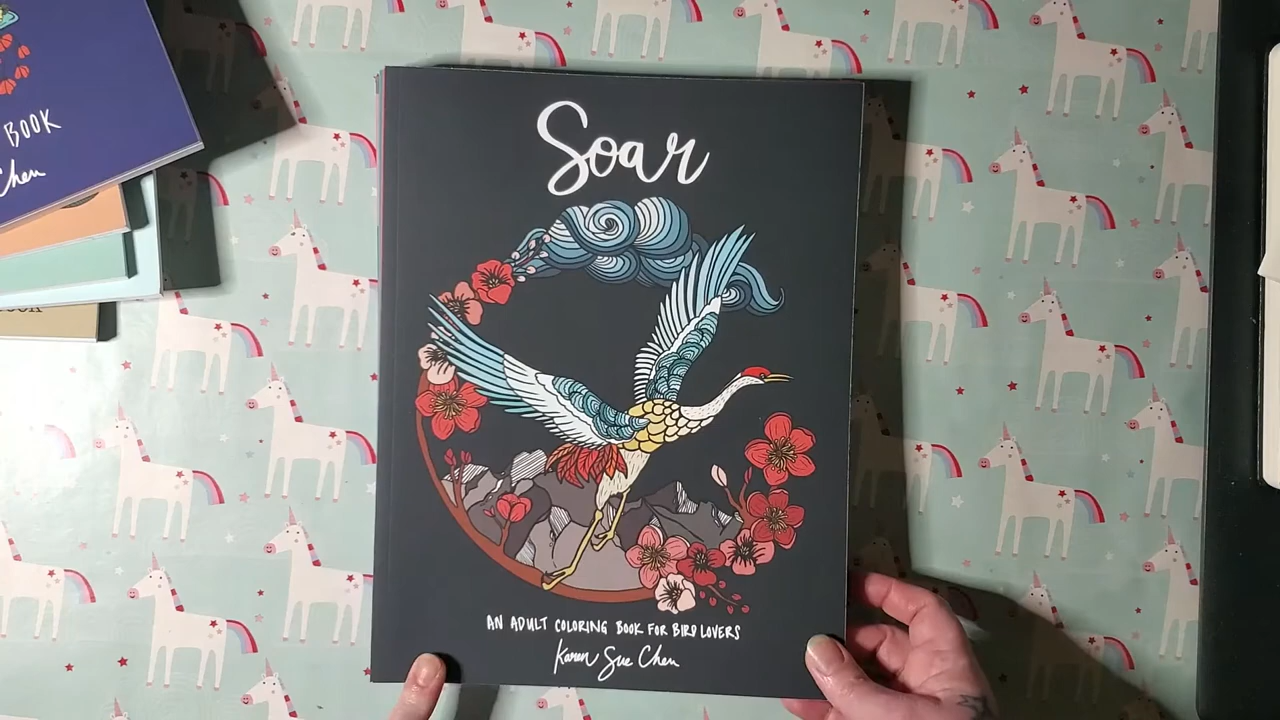 BOOK
Chen
Soar
AN ADULT COLORING BOOK FOR BIRD LOVERS
Karen Sue Chen